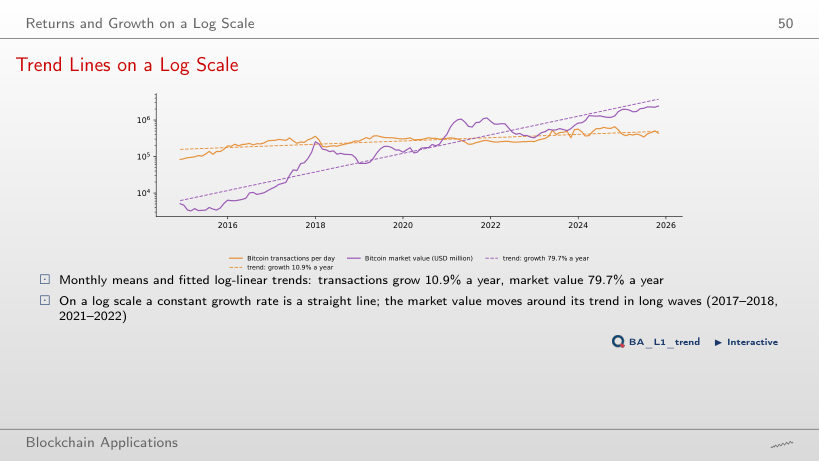 Returns and Growth on a Log Scale 50
Trend Lines on a Log Scale
10⁶
10⁵
10⁴
2016 2018 2020 2022 2024 2026
Bitcoin transactions per day Bitcoin market value (USD million) trend: growth 79.7% a year
trend: growth 10.9% a year
Monthly means and fitted log-linear trends: transactions grow 10.9% a year, market value 79.7% a year
On a log scale a constant growth rate is a straight line; the market value moves around its trend in long waves (2017–2018,
2021–2022)
BA_L1_trend ▶ Interactive
Blockchain Applications